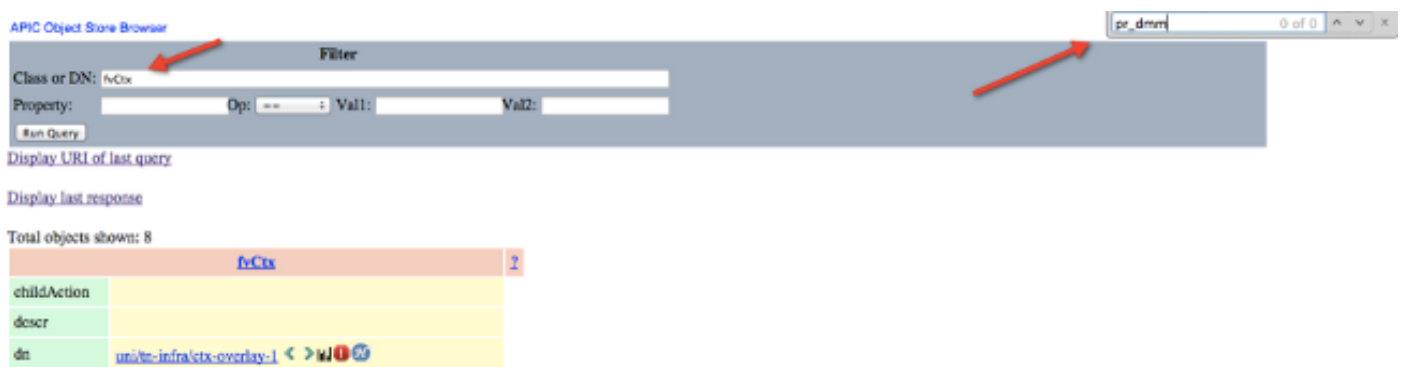 APIC Object Store Browser
pr_dmm 0 of 0
Filter
Class or DN: fvCtx
Property: Op: == Val1: Val2:
Run Query
Display URI of last query
Display last response
Total objects shown: 8
fvCtx ?
childAction
descr
dn uni/tn-infra/ctx-overlay-1